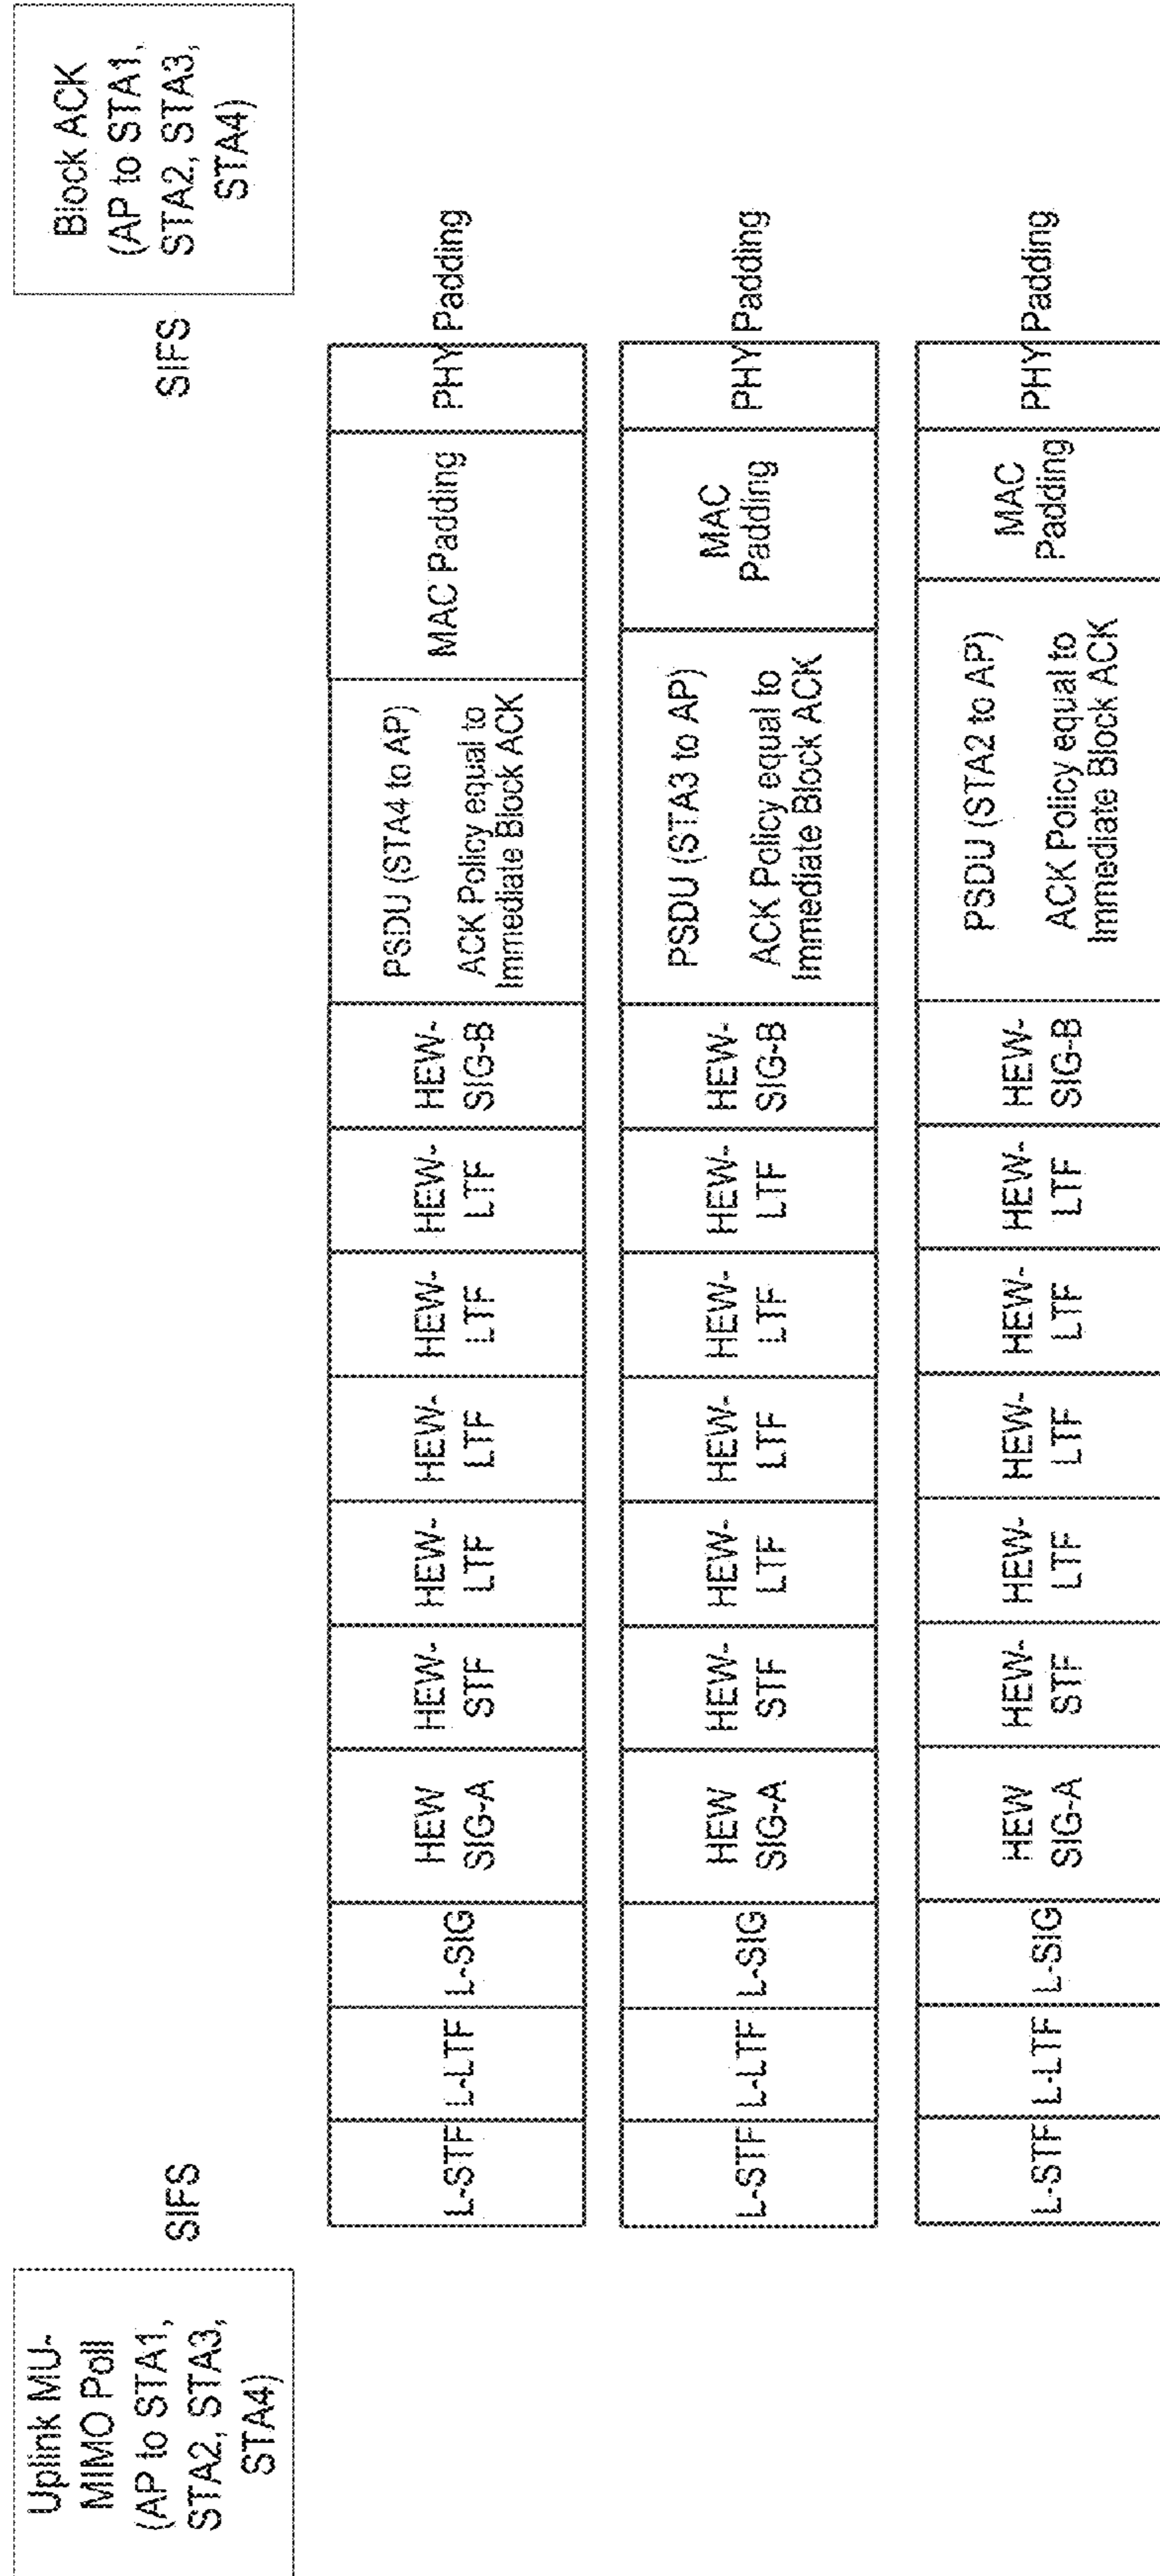 Uplink MU-
MIMO Poll
(AP to STA1,
STA2, STA3,
STA4)
SIFS
SIFS
Block ACK
(AP to STA1,
STA2, STA3,
STA4)
L-STF
L-LTF
L-SIG
HEW
SIG-A
HEW-
STF
HEW-
LTF
HEW-
LTF
HEW-
LTF
HEW-
LTF
HEW-
SIG-B
PSDU (STA4 to AP)
ACK Policy equal to
Immediate Block ACK
MAC Padding
PHY Padding
L-STF
L-LTF
L-SIG
HEW
SIG-A
HEW-
STF
HEW-
LTF
HEW-
LTF
HEW-
LTF
HEW-
LTF
HEW-
SIG-B
PSDU (STA3 to AP)
ACK Policy equal to
Immediate Block ACK
MAC
Padding
PHY Padding
L-STF
L-LTF
L-SIG
HEW
SIG-A
HEW-
STF
HEW-
LTF
HEW-
LTF
HEW-
LTF
HEW-
LTF
HEW-
SIG-B
PSDU (STA2 to AP)
ACK Policy equal to
Immediate Block ACK
MAC
Padding
PHY Padding